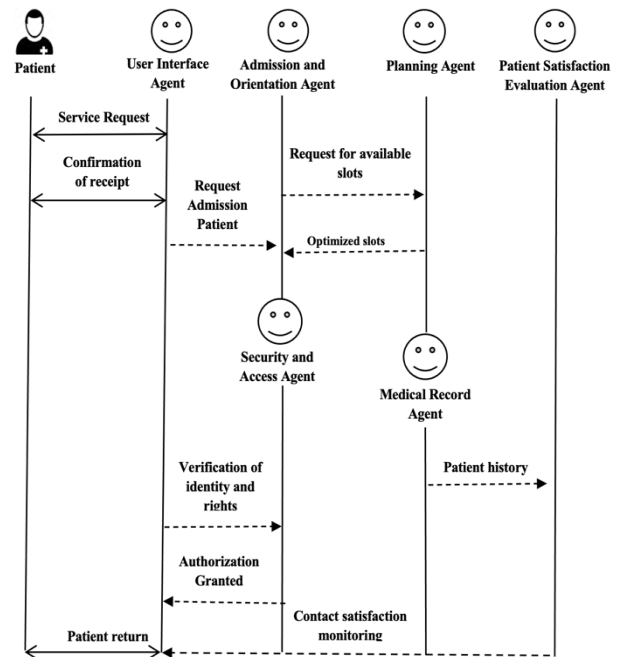 Patient
User Interface
Agent
Admission and
Orientation Agent
Planning Agent
Patient Satisfaction
Evaluation Agent
Service Request
Confirmation
of receipt
Request for available
slots
Request
Admission
Patient
Optimized slots
Security and
Access Agent
Medical Record
Agent
Verification of
identity and
rights
Patient history
Authorization
Granted
Contact satisfaction
monitoring
Patient return